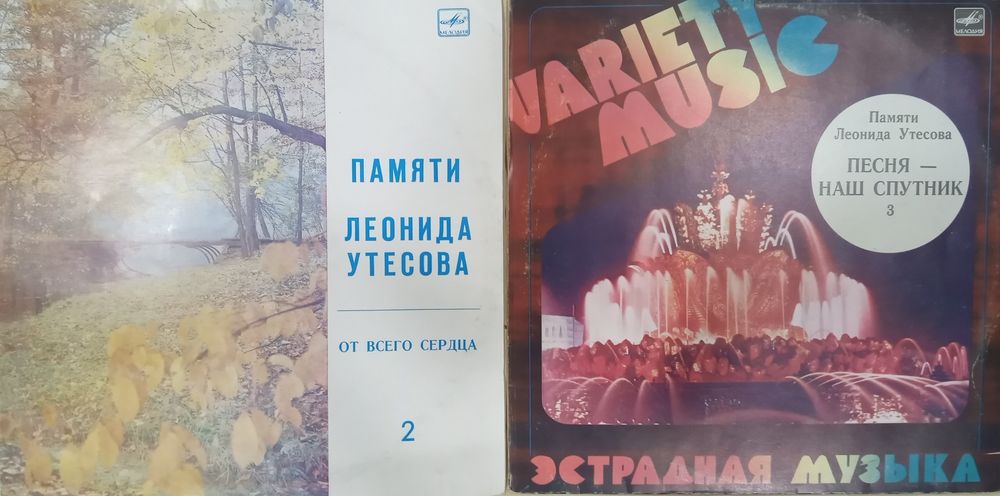 МЕЛОДИЯ
ПАМЯТИ
ЛЕОНИДА
УТЕСОВА
ОТ ВСЕГО СЕРДЦА
2
VARIETY
MUSIC
МЕЛОДИЯ
Памяти
Леонида Утесова
ПЕСНЯ —
НАШ СПУТНИК
3
ЭСТРАДНАЯ МУЗЫКА